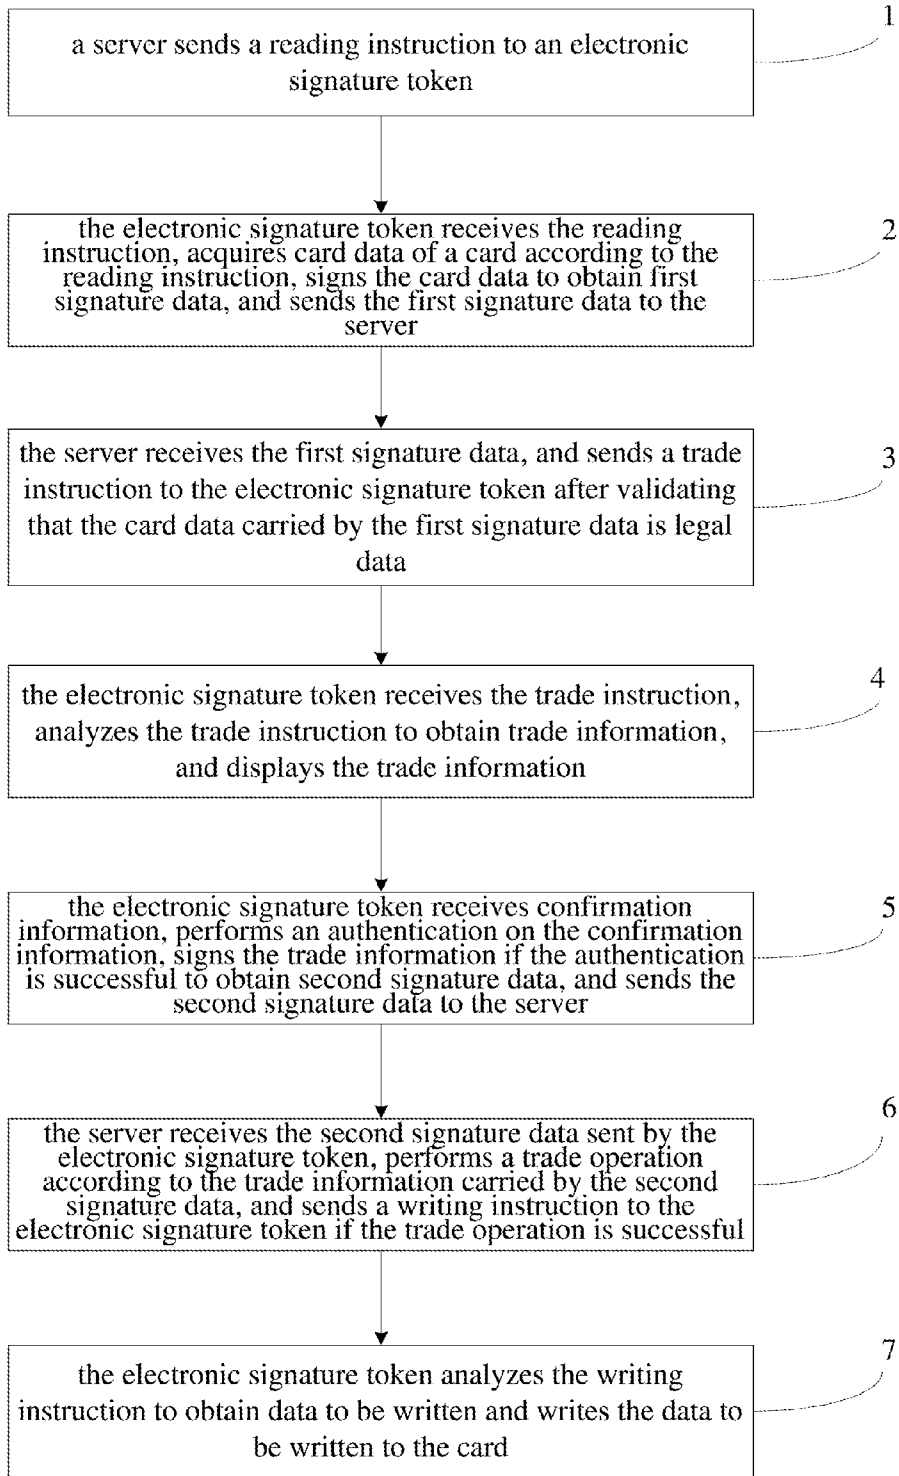 1
a server sends a reading instruction to an electronic
signature token
2
the electronic signature token receives the reading
instruction, acquires card data of a card according to the
reading instruction, signs the card data to obtain first
signature data, and sends the first signature data to the
server
3
the server receives the first signature data, and sends a trade
instruction to the electronic signature token after validating
that the card data carried by the first signature data is legal
data
4
the electronic signature token receives the trade instruction,
analyzes the trade instruction to obtain trade information,
and displays the trade information
5
the electronic signature token receives confirmation
information, performs an authentication on the confirmation
information, signs the trade information if the authentication
is successful to obtain second signature data, and sends the
second signature data to the server
6
the server receives the second signature data sent by the
electronic signature token, performs a trade operation
according to the trade information carried by the second
signature data, and sends a writing instruction to the
electronic signature token if the trade operation is successful
7
the electronic signature token analyzes the writing
instruction to obtain data to be written and writes the data to
be written to the card